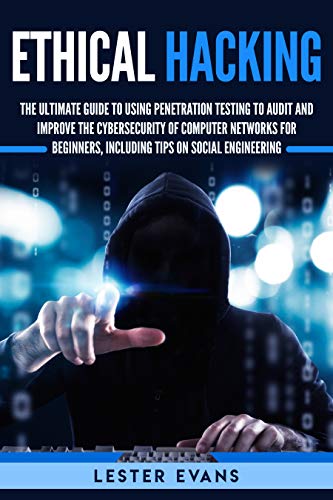 ETHICAL HACKING
THE ULTIMATE GUIDE TO USING PENETRATION TESTING TO AUDIT AND
IMPROVE THE CYBERSECURITY OF COMPUTER NETWORKS FOR
BEGINNERS, INCLUDING TIPS ON SOCIAL ENGINEERING
LESTER EVANS